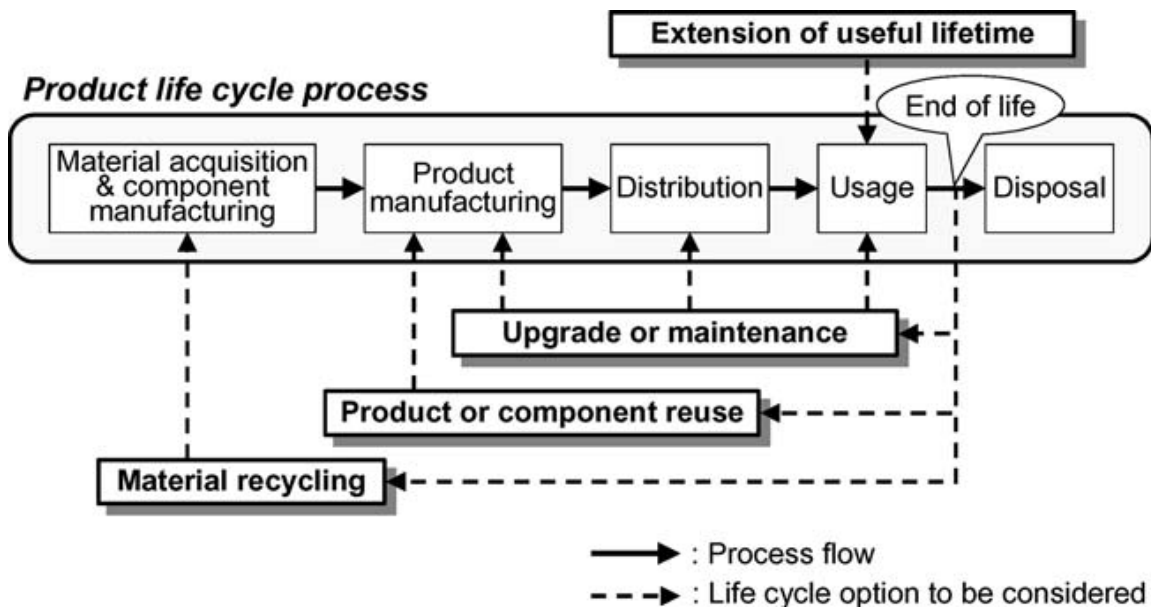 Extension of useful lifetime
Product life cycle process
End of life
Material acquisition
& component
manufacturing
Product
manufacturing
Distribution
Usage
Disposal
Upgrade or maintenance
Product or component reuse
Material recycling
: Process flow
: Life cycle option to be considered